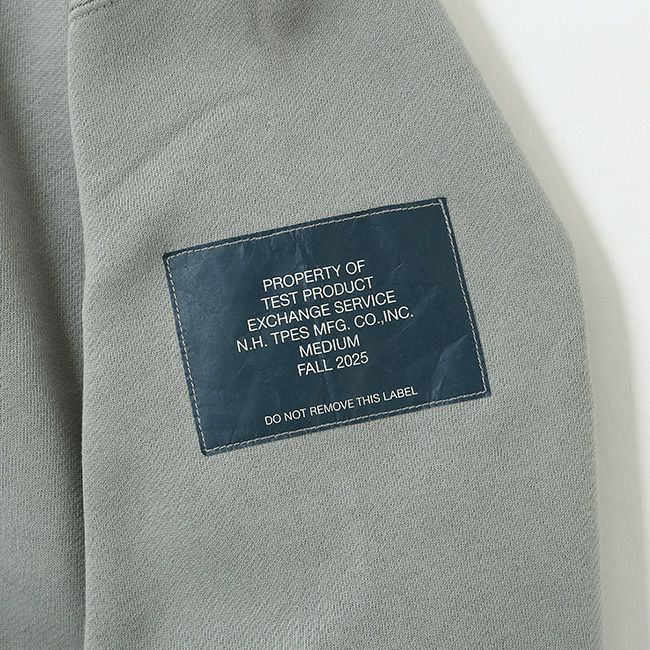 PROPERTY OF
TEST PRODUCT
EXCHANGE SERVICE
N.H. TPES MFG. CO.,INC.
MEDIUM
FALL 2025
DO NOT REMOVE THIS LABEL